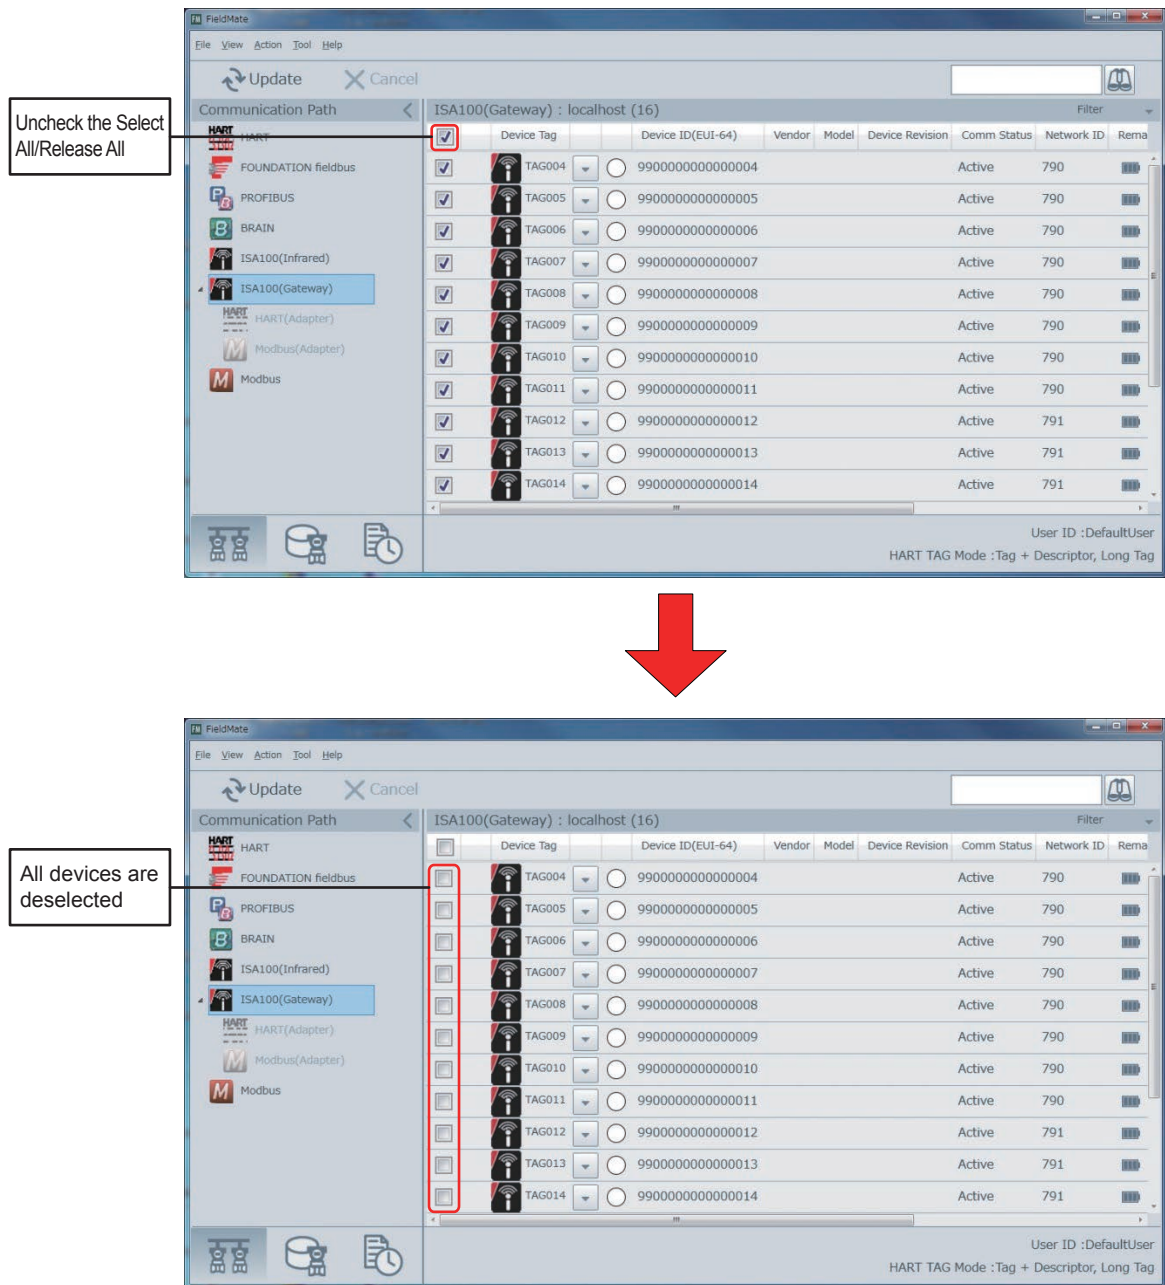 FM FieldMate
File View Action Tool Help
Update Cancel
Communication Path
ISA100(Gateway) : localhost (16) Filter
Uncheck the Select
All/Release All
HART HART
FOUNDATION fieldbus
PROFIBUS
BRAIN
ISA100(Infrared)
ISA100(Gateway)
HART HART(Adapter)
Modbus(Adapter)
Modbus
Device Tag Device ID(EUI-64) Vendor Model Device Revision Comm Status Network ID Rema
TAG004 9900000000000004 Active 790
TAG005 9900000000000005 Active 790
TAG006 9900000000000006 Active 790
TAG007 9900000000000007 Active 790
TAG008 9900000000000008 Active 790
TAG009 9900000000000009 Active 790
TAG010 9900000000000010 Active 790
TAG011 9900000000000011 Active 790
TAG012 9900000000000012 Active 791
TAG013 9900000000000013 Active 791
TAG014 9900000000000014 Active 791
User ID :DefaultUser
HART TAG Mode :Tag + Descriptor, Long Tag
FM FieldMate
File View Action Tool Help
Update Cancel
Communication Path
ISA100(Gateway) : localhost (16) Filter
All devices are
deselected
HART HART
FOUNDATION fieldbus
PROFIBUS
BRAIN
ISA100(Infrared)
ISA100(Gateway)
HART HART(Adapter)
Modbus(Adapter)
Modbus
Device Tag Device ID(EUI-64) Vendor Model Device Revision Comm Status Network ID Rema
TAG004 9900000000000004 Active 790
TAG005 9900000000000005 Active 790
TAG006 9900000000000006 Active 790
TAG007 9900000000000007 Active 790
TAG008 9900000000000008 Active 790
TAG009 9900000000000009 Active 790
TAG010 9900000000000010 Active 790
TAG011 9900000000000011 Active 790
TAG012 9900000000000012 Active 791
TAG013 9900000000000013 Active 791
TAG014 9900000000000014 Active 791
User ID :DefaultUser
HART TAG Mode :Tag + Descriptor, Long Tag